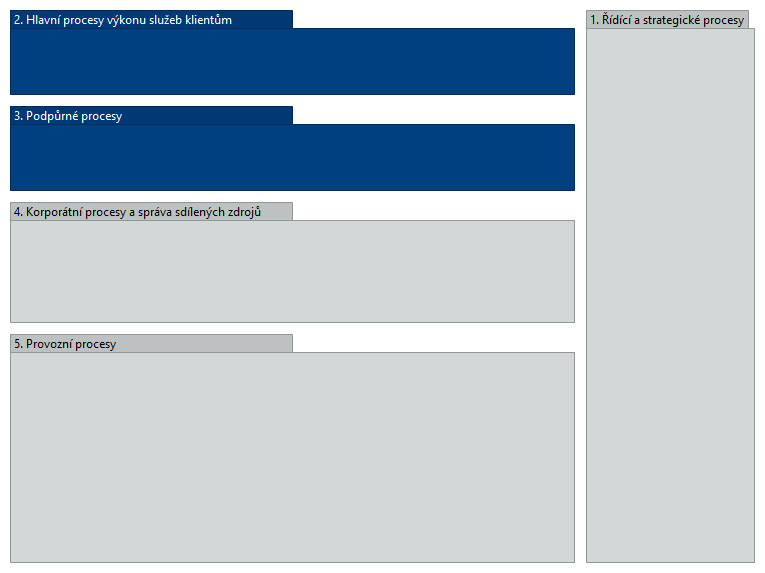 2. Hlavní procesy výkonu služeb klientům
1. Řídící a strategické procesy
3. Podpůrné procesy
4. Korporátní procesy a správa sdílených zdrojů
5. Provozní procesy